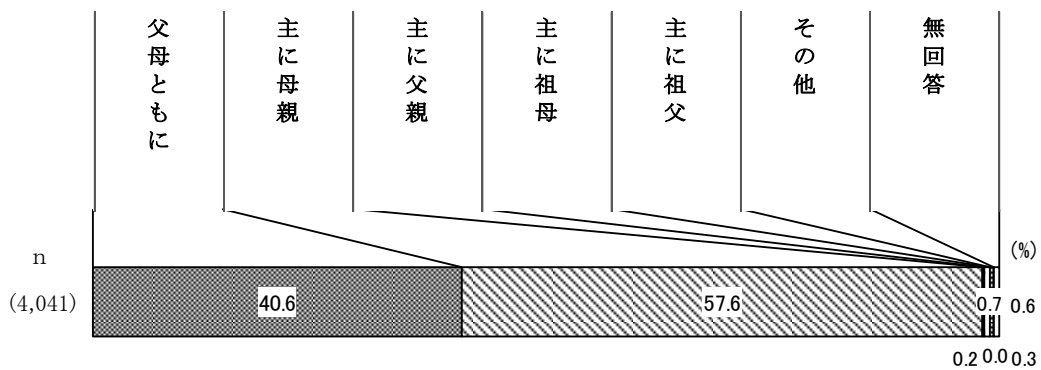 父母ともに
主に母親
主に父親
主に祖母
主に祖父
その他
無回答
(%)
n
(4,041)
40.6
57.6
0.7
0.6
0.2
0.0
0.3